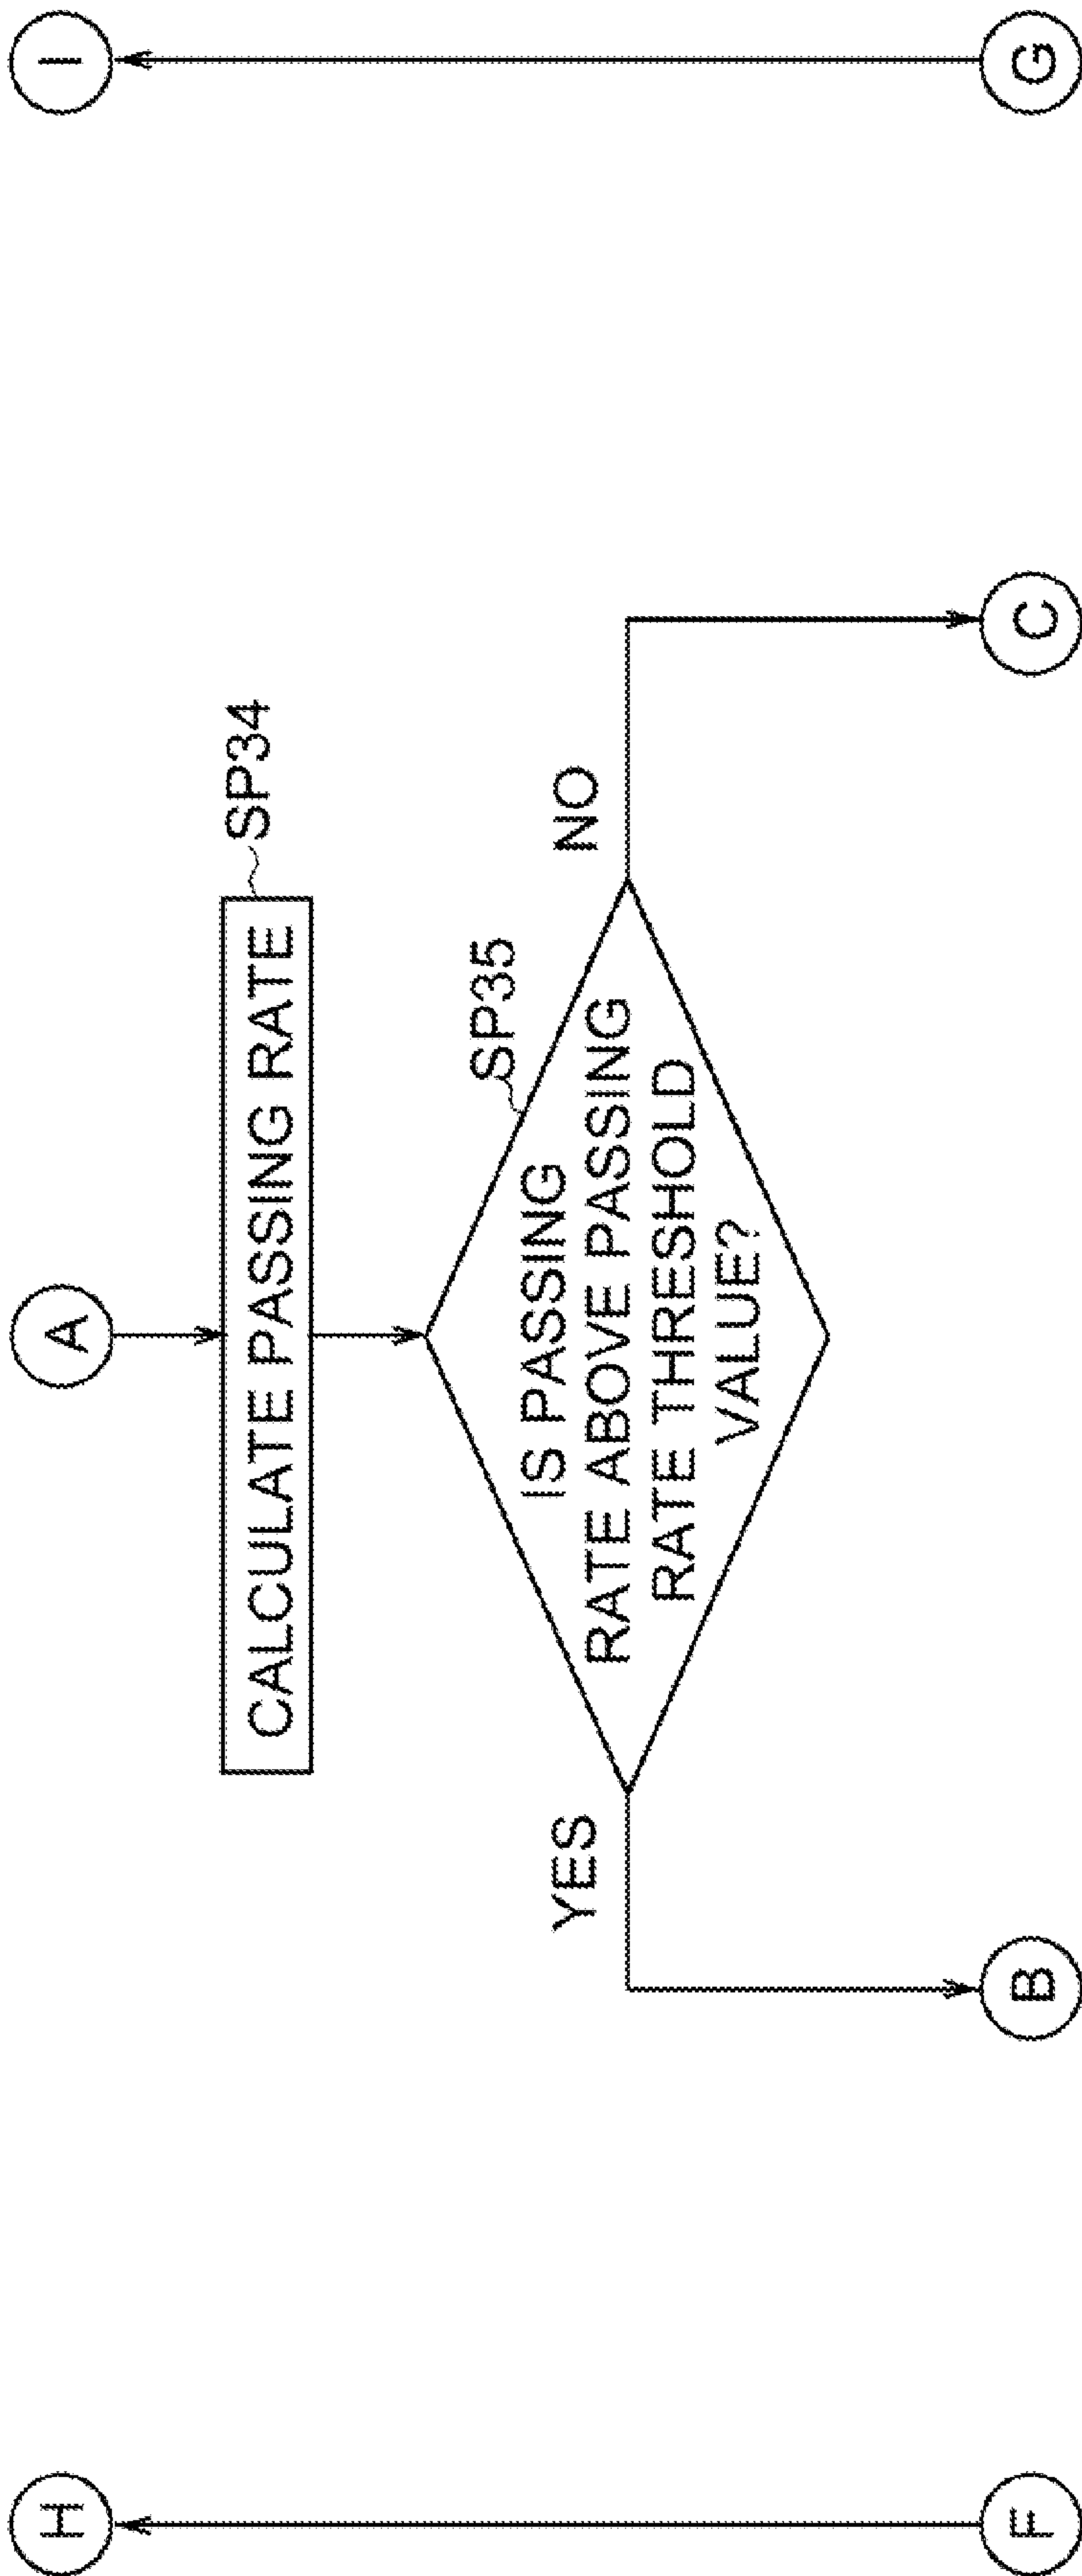 H
A
I
CALCULATE PASSING RATE
SP34
SP35
IS PASSING
RATE ABOVE PASSING
RATE THRESHOLD
VALUE?
YES
NO
F
B
C
G